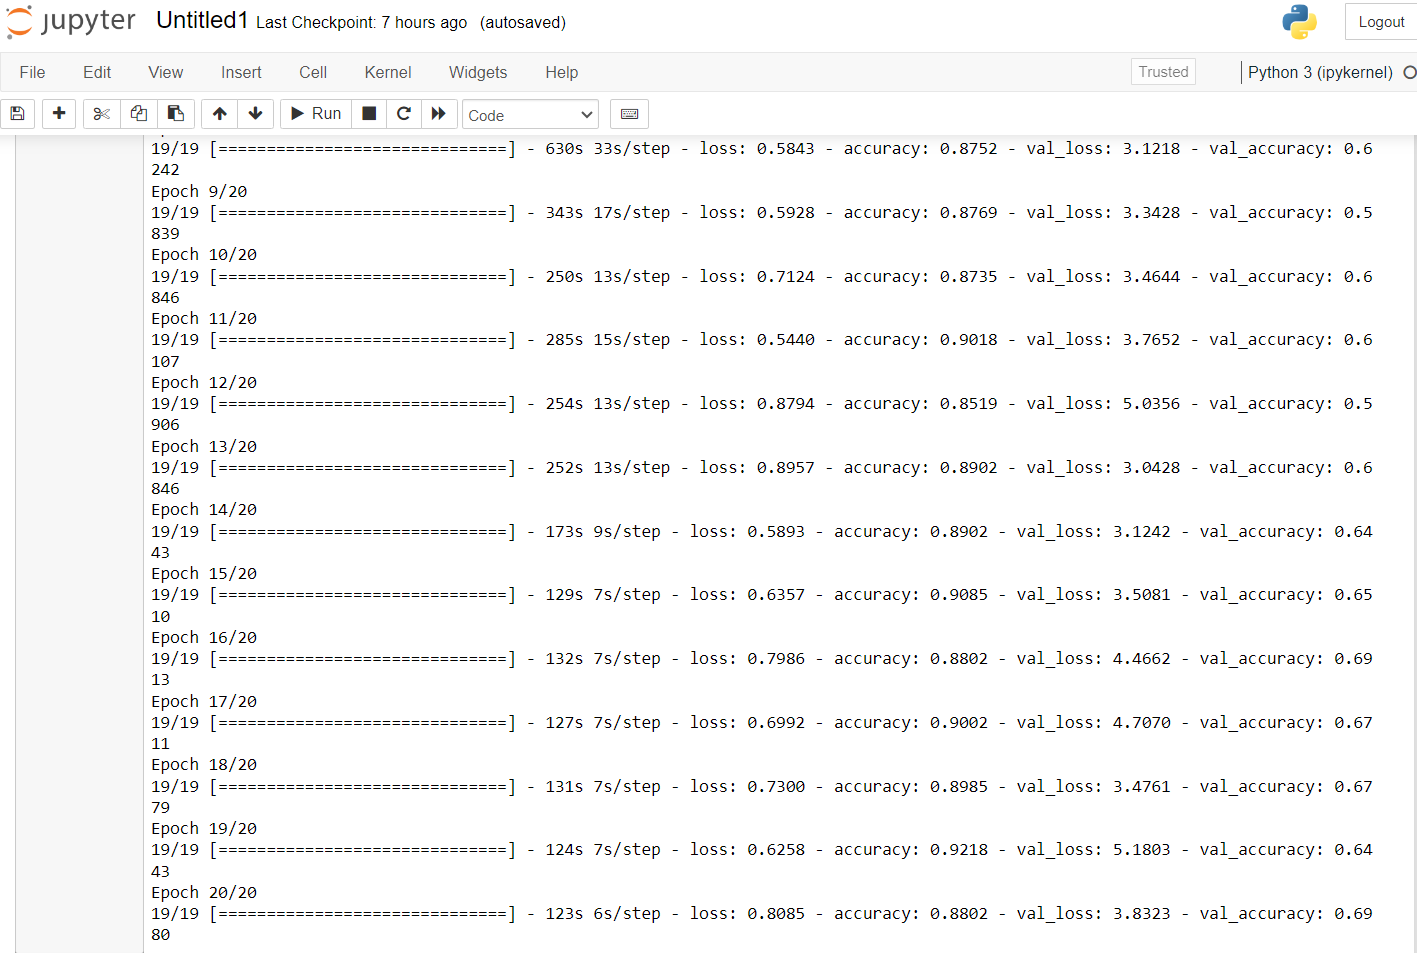 jupyter Untitled1 Last Checkpoint: 7 hours ago (autosaved)
Logout
File Edit View Insert Cell Kernel Widgets Help
Trusted
Python 3 (ipykernel)
Run
Code
19/19 [==============================] - 630s 33s/step - loss: 0.5843 - accuracy: 0.8752 - val_loss: 3.1218 - val_accuracy: 0.6
242
Epoch 9/20
19/19 [==============================] - 343s 17s/step - loss: 0.5928 - accuracy: 0.8769 - val_loss: 3.3428 - val_accuracy: 0.5
839
Epoch 10/20
19/19 [==============================] - 250s 13s/step - loss: 0.7124 - accuracy: 0.8735 - val_loss: 3.4644 - val_accuracy: 0.6
846
Epoch 11/20
19/19 [==============================] - 285s 15s/step - loss: 0.5440 - accuracy: 0.9018 - val_loss: 3.7652 - val_accuracy: 0.6
107
Epoch 12/20
19/19 [==============================] - 254s 13s/step - loss: 0.8794 - accuracy: 0.8519 - val_loss: 5.0356 - val_accuracy: 0.5
906
Epoch 13/20
19/19 [==============================] - 252s 13s/step - loss: 0.8957 - accuracy: 0.8902 - val_loss: 3.0428 - val_accuracy: 0.6
846
Epoch 14/20
19/19 [==============================] - 173s 9s/step - loss: 0.5893 - accuracy: 0.8902 - val_loss: 3.1242 - val_accuracy: 0.64
43
Epoch 15/20
19/19 [==============================] - 129s 7s/step - loss: 0.6357 - accuracy: 0.9085 - val_loss: 3.5081 - val_accuracy: 0.65
10
Epoch 16/20
19/19 [==============================] - 132s 7s/step - loss: 0.7986 - accuracy: 0.8802 - val_loss: 4.4662 - val_accuracy: 0.69
13
Epoch 17/20
19/19 [==============================] - 127s 7s/step - loss: 0.6992 - accuracy: 0.9002 - val_loss: 4.7070 - val_accuracy: 0.67
11
Epoch 18/20
19/19 [==============================] - 131s 7s/step - loss: 0.7300 - accuracy: 0.8985 - val_loss: 3.4761 - val_accuracy: 0.67
79
Epoch 19/20
19/19 [==============================] - 124s 7s/step - loss: 0.6258 - accuracy: 0.9218 - val_loss: 5.1803 - val_accuracy: 0.64
43
Epoch 20/20
19/19 [==============================] - 123s 6s/step - loss: 0.8085 - accuracy: 0.8802 - val_loss: 3.8323 - val_accuracy: 0.69
80